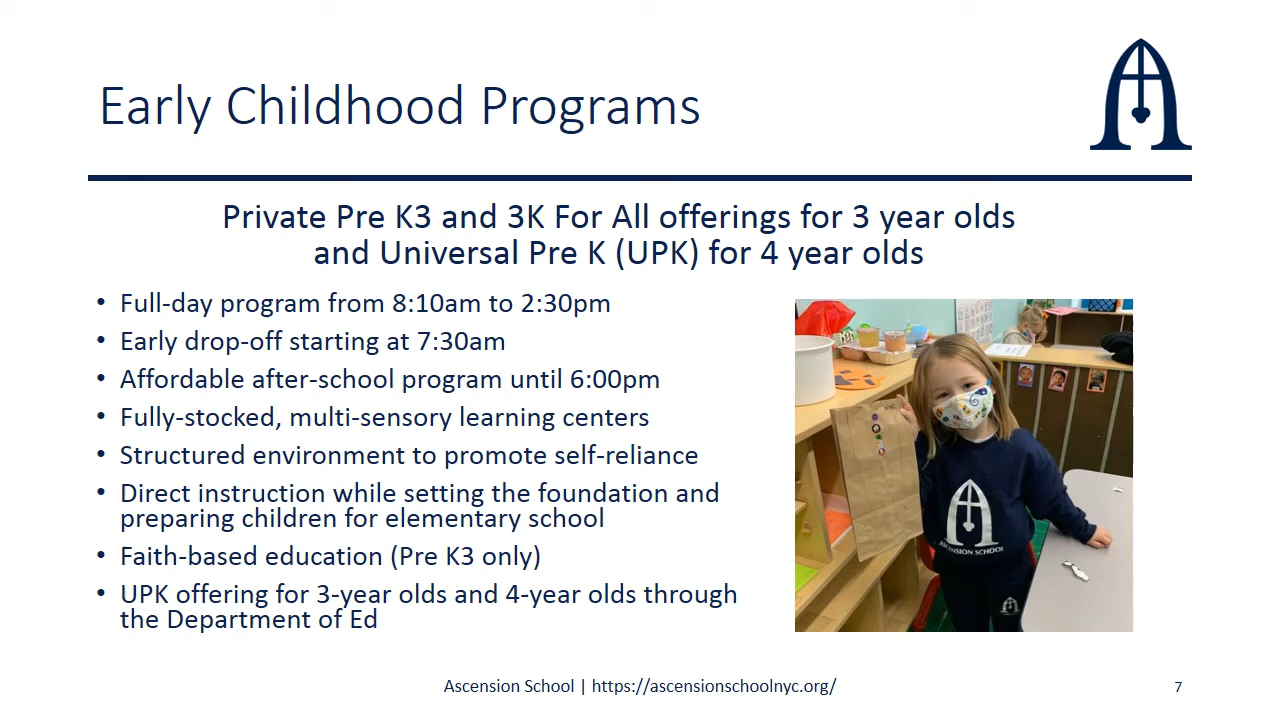 Early Childhood Programs
Private Pre K3 and 3K For All offerings for 3 year olds
and Universal Pre K (UPK) for 4 year olds
• Full-day program from 8:10am to 2:30pm
• Early drop-off starting at 7:30am
• Affordable after-school program until 6:00pm
• Fully-stocked, multi-sensory learning centers
• Structured environment to promote self-reliance
• Direct instruction while setting the foundation and
preparing children for elementary school
• Faith-based education (Pre K3 only)
• UPK offering for 3-year olds and 4-year olds through
the Department of Ed
ASCENSION SCHOOL
Ascension School | https://ascensionschoolnyc.org/
7